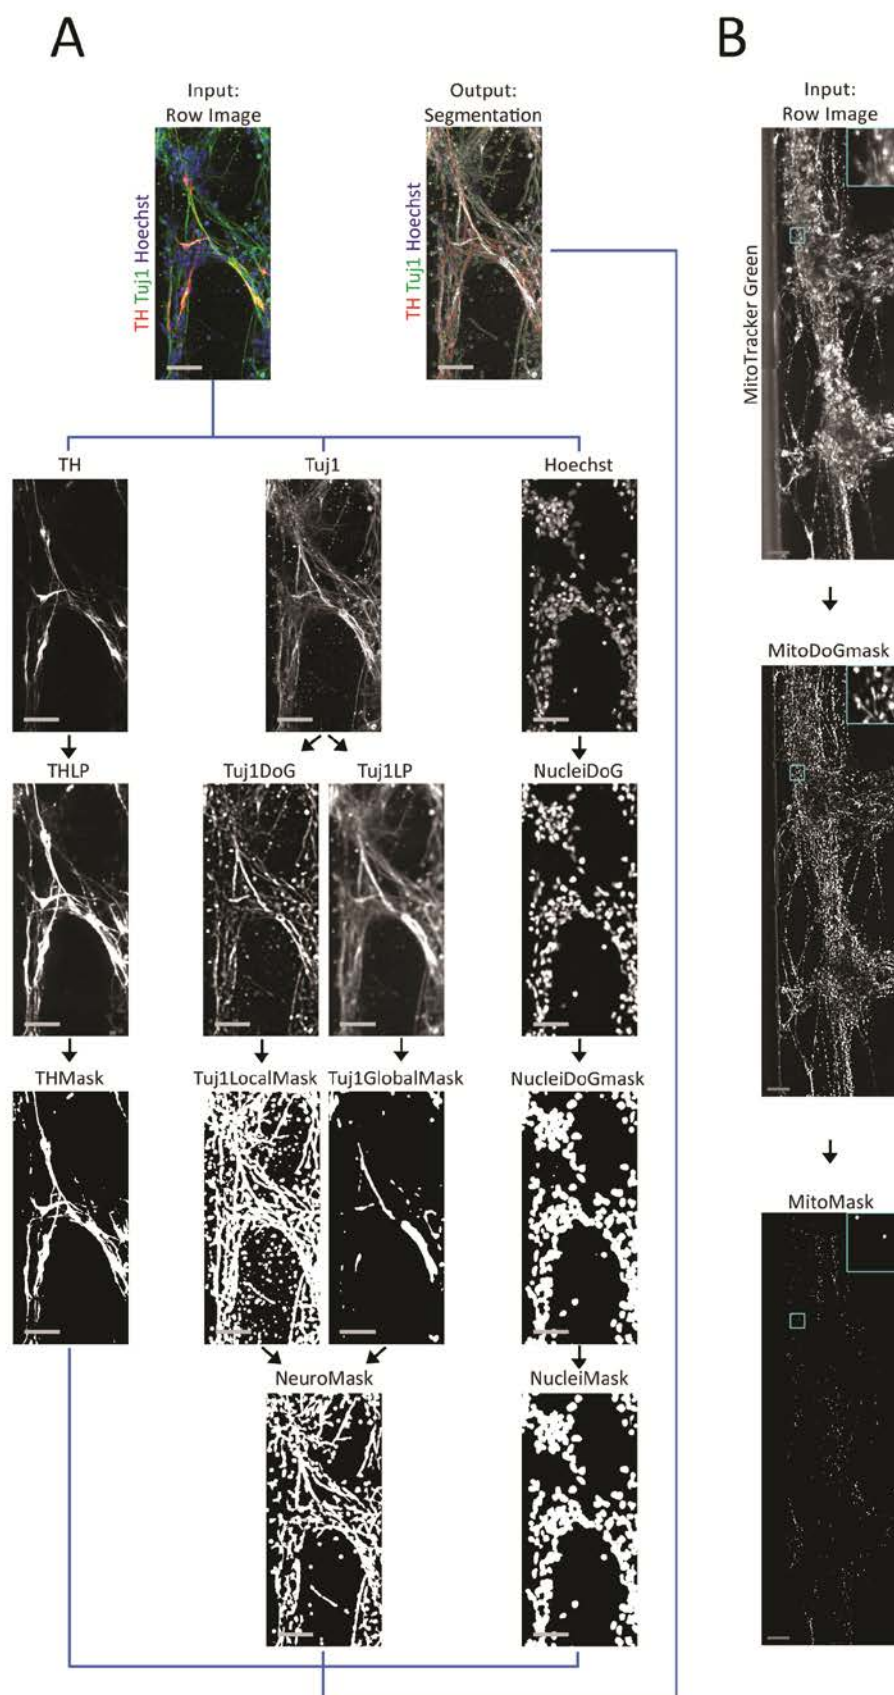 A
B
Input:
Row Image
Output:
Segmentation
TH Tuj1 Hoechst
TH Tuj1 Hoechst
TH
Tuj1
Hoechst
THLP
Tuj1DoG
Tuj1LP
NucleiDoG
THMask
Tuj1LocalMask
Tuj1GlobalMask
NucleiDoGmask
NeuroMask
NucleiMask
Input:
Row Image
MitoTracker Green
MitoDoGmask
MitoMask